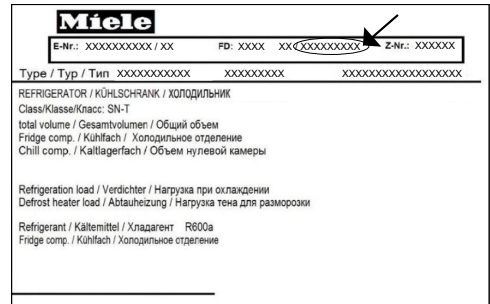 Miele
E-Nr.: XXXXXXXXXX / XX FD: XXXX XX XXXXXXXXX Z-Nr.: XXXXXX
Type / Typ / Тип XXXXXXXXXXX XXXXXXXXX XXXXXXXXXXXXXXXXXX
REFRIGERATOR / KÜHLSCHRANK / ХОЛОДИЛЬНИК
Class/Klasse/Класс: SN-T
total volume / Gesamtvolumen / Общий объем
Fridge comp. / Kühlfach / Холодильное отделение
Chill comp. / Kaltlagerfach / Объем нулевой камеры
Refrigeration load / Verdichter / Нагрузка при охлаждении
Defrost heater load / Abtauheizung / Нагрузка тена для разморозки
Refrigerant / Kältemittel / Хладагент R600a
Fridge comp. / Kühlfach / Холодильное отделение